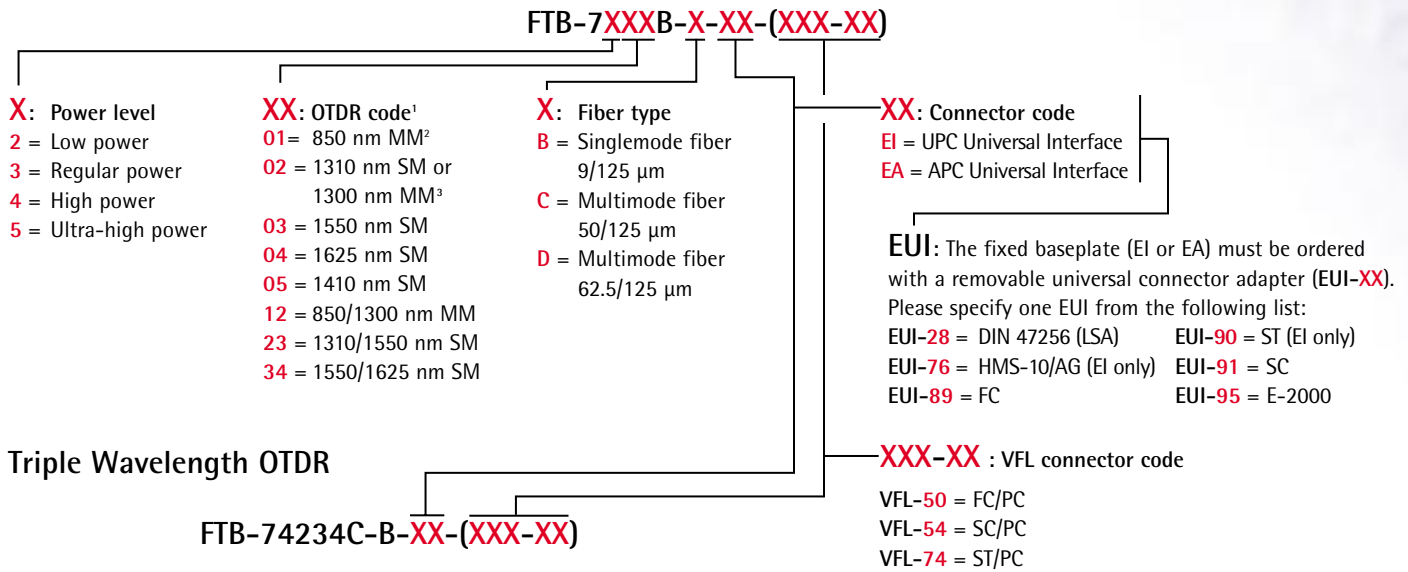 FTB-7XXXB-X-XX-(XXX-XX)
X: Power level
2 = Low power
3 = Regular power
4 = High power
5 = Ultra-high power
XX: OTDR code¹
01= 850 nm MM²
02 = 1310 nm SM or
1300 nm MM³
03 = 1550 nm SM
04 = 1625 nm SM
05 = 1410 nm SM
12 = 850/1300 nm MM
23 = 1310/1550 nm SM
34 = 1550/1625 nm SM
X: Fiber type
B = Singlemode fiber
9/125 µm
C = Multimode fiber
50/125 µm
D = Multimode fiber
62.5/125 µm
XX: Connector code
EI = UPC Universal Interface
EA = APC Universal Interface
EUI: The fixed baseplate (EI or EA) must be ordered
with a removable universal connector adapter (EUI-XX).
Please specify one EUI from the following list:
EUI-28 = DIN 47256 (LSA) EUI-90 = ST (EI only)
EUI-76 = HMS-10/AG (EI only) EUI-91 = SC
EUI-89 = FC EUI-95 = E-2000
XXX-XX : VFL connector code
VFL-50 = FC/PC
VFL-54 = SC/PC
VFL-74 = ST/PC
Triple Wavelength OTDR
FTB-74234C-B-XX-(XXX-XX)